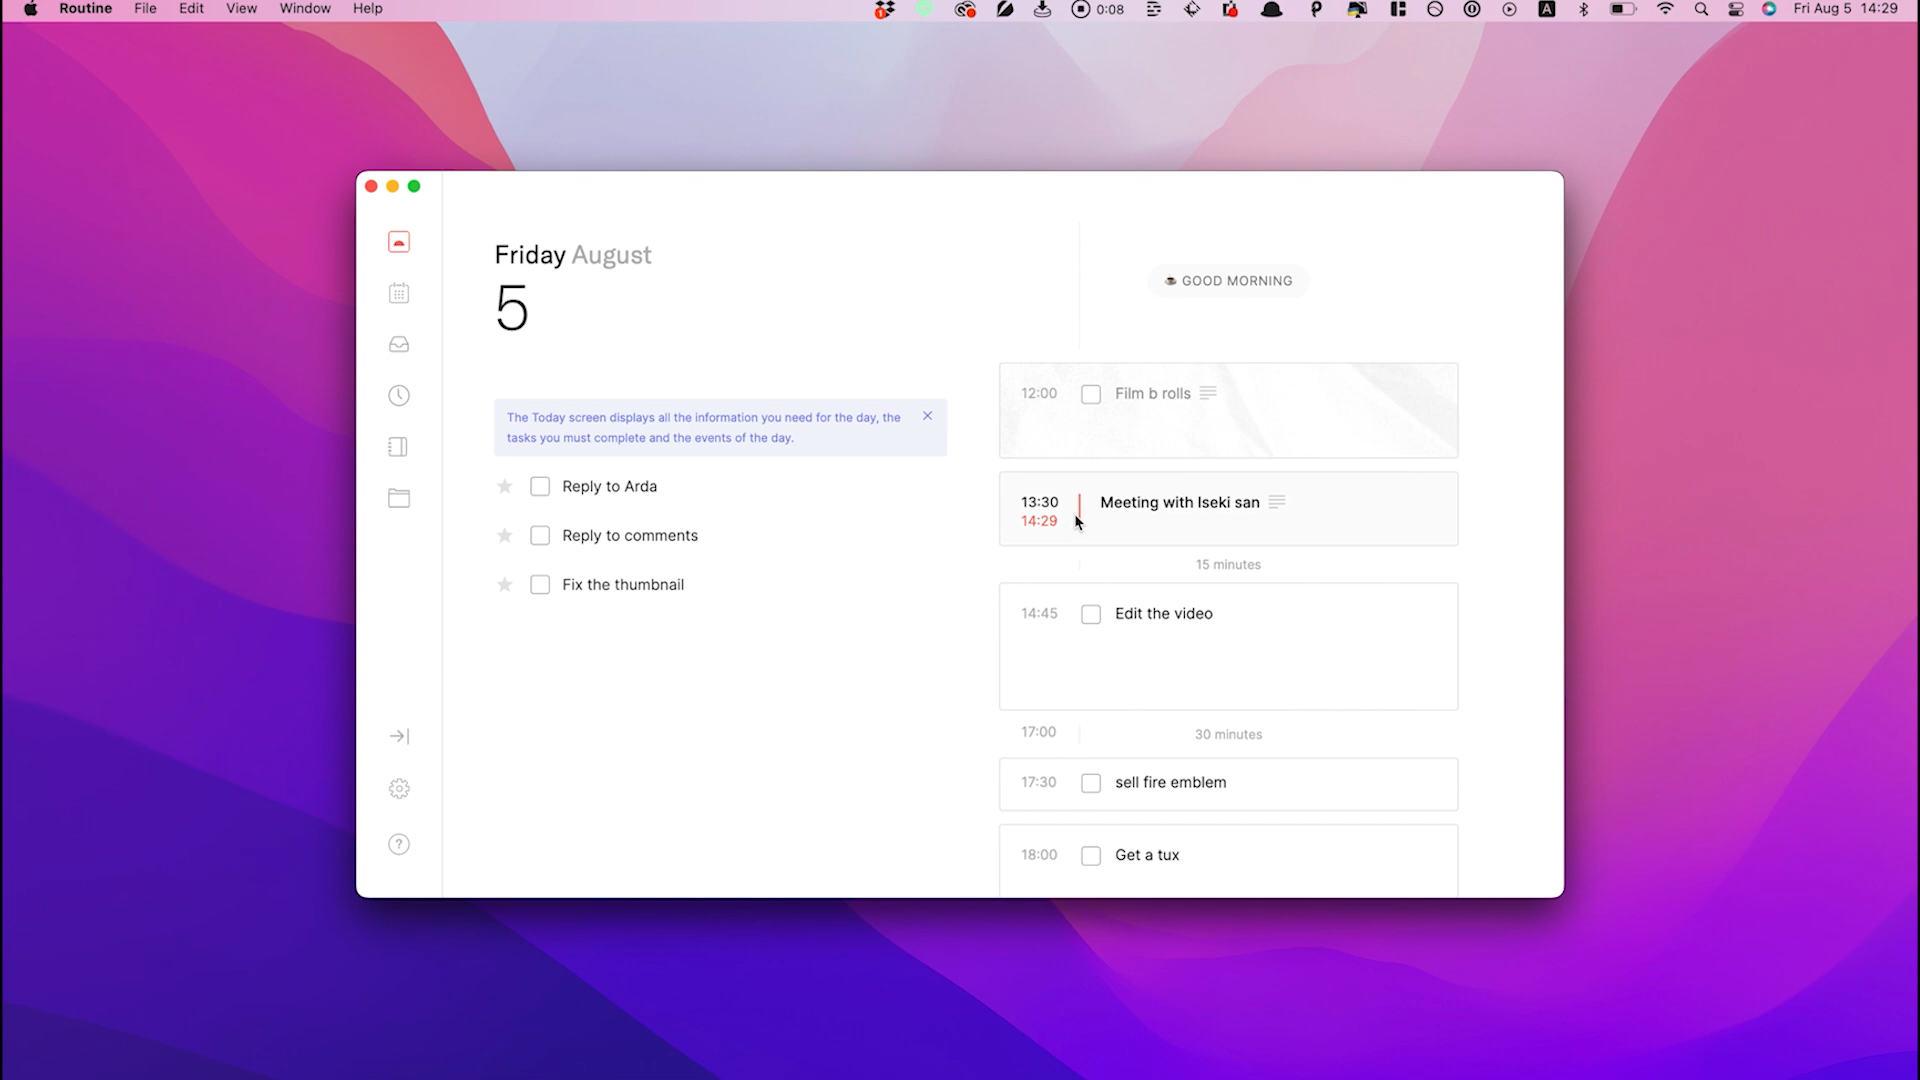 Routine File Edit View Window Help
1
0:08
A
Fri Aug 5 14:29
Friday August
5
GOOD MORNING
The Today screen displays all the information you need for the day, the
tasks you must complete and the events of the day.
Reply to Arda
Reply to comments
Fix the thumbnail
12:00 Film b rolls
13:30 Meeting with Iseki san
14:29
15 minutes
14:45 Edit the video
17:00 30 minutes
17:30 sell fire emblem
18:00 Get a tux
?